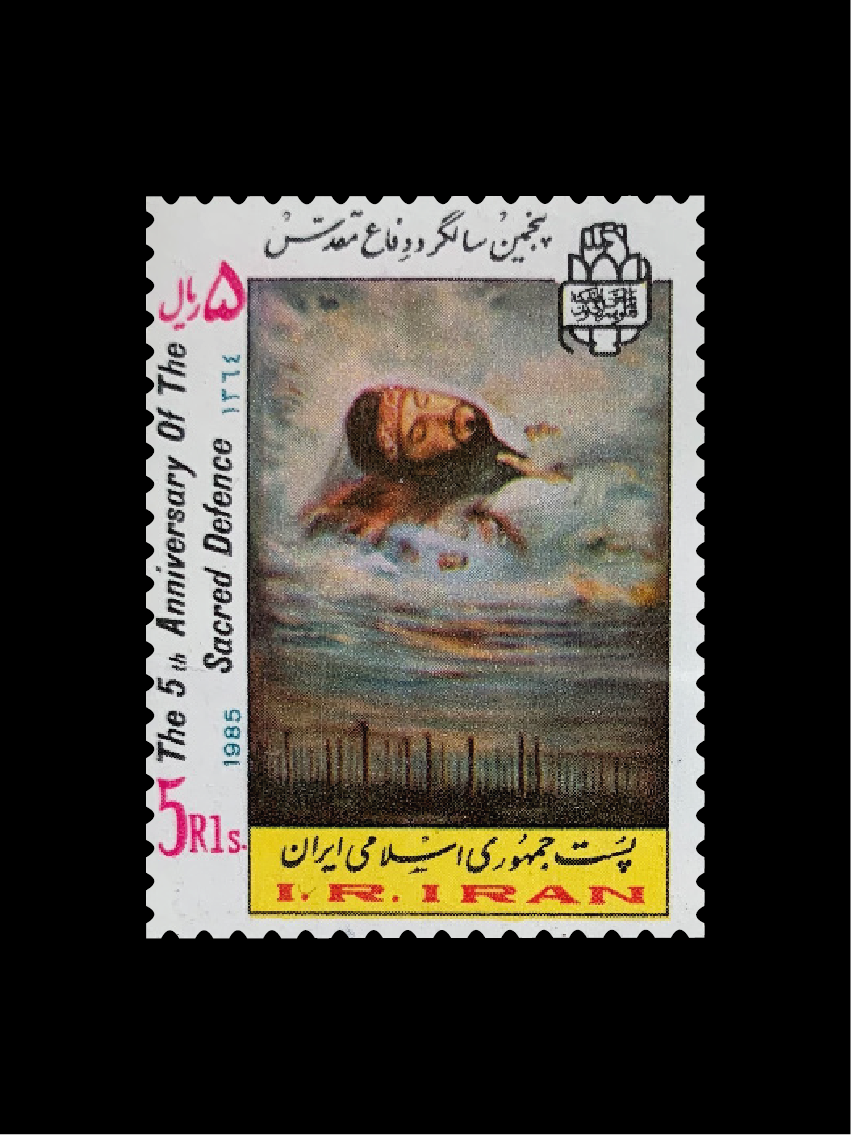 پنجمین سالگرد دفاع مقدس
۵ ریال
The 5th Anniversary Of The
Sacred Defence
١٣٦٤
1985
5Rls.
پست جمهوری اسلامی ایران
I.R.IRAN